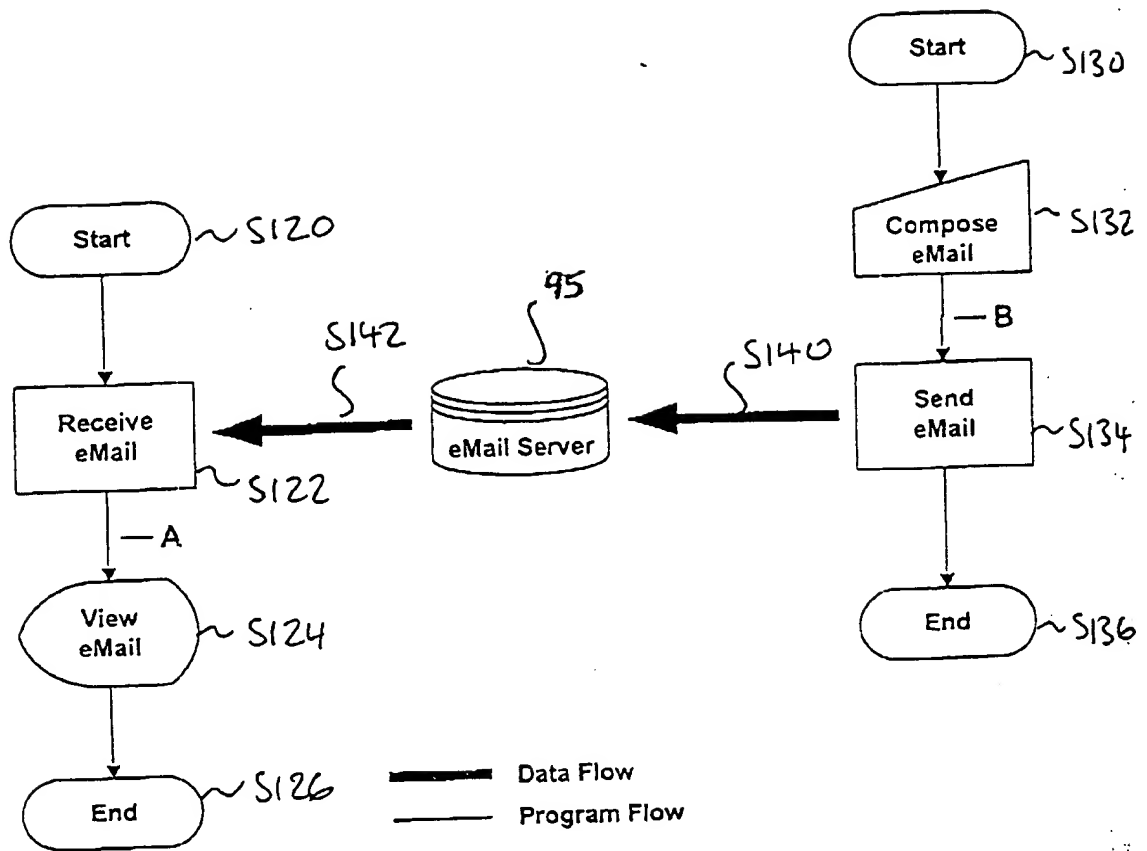 Start
S130
Compose
eMail
S132
Start
S120
B
95
S142
S140
Receive
eMail
S122
eMail Server
Send
eMail
S134
A
View
eMail
S124
End
S136
End
S126
Data Flow
Program Flow